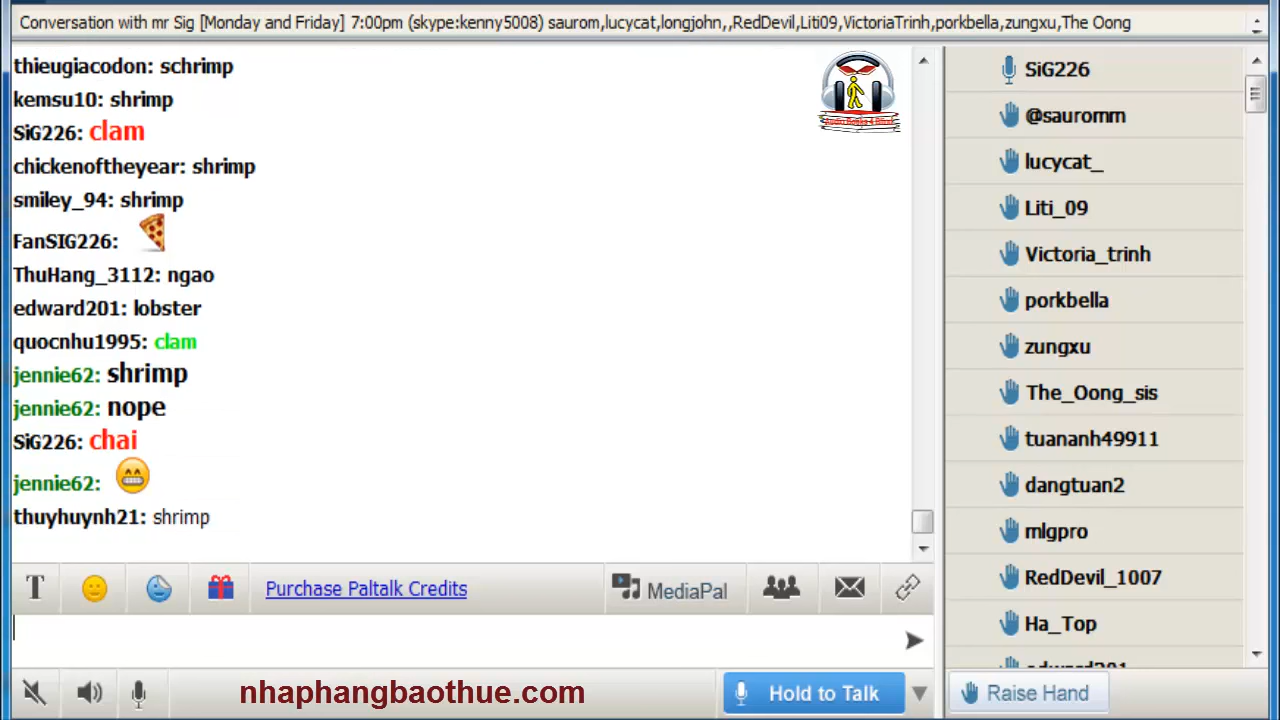 Conversation with mr Sig [Monday and Friday] 7:00pm (skype:kenny5008) saurom,lucycat,longjohn,,RedDevil,Liti09,VictoriaTrinh,porkbella,zungxu,The Oong
thieugiacodon: schrimp
kemsu10: shrimp
SiG226: clam
chickenoftheyear: shrimp
smiley_94: shrimp
FanSIG226:
ThuHang_3112: ngao
edward201: lobster
quocnhu1995: clam
jennie62: shrimp
jennie62: nope
SiG226: chai
jennie62:
thuyhuynh21: shrimp
SiG226
@sauromm
lucycat_
Liti_09
Victoria_trinh
porkbella
zungxu
The_Oong_sis
tuananh49911
dangtuan2
mlgpro
RedDevil_1007
Ha_Top
edward201
T
Purchase Paltalk Credits
MediaPal
nhaphangbaothue.com
Hold to Talk
Raise Hand